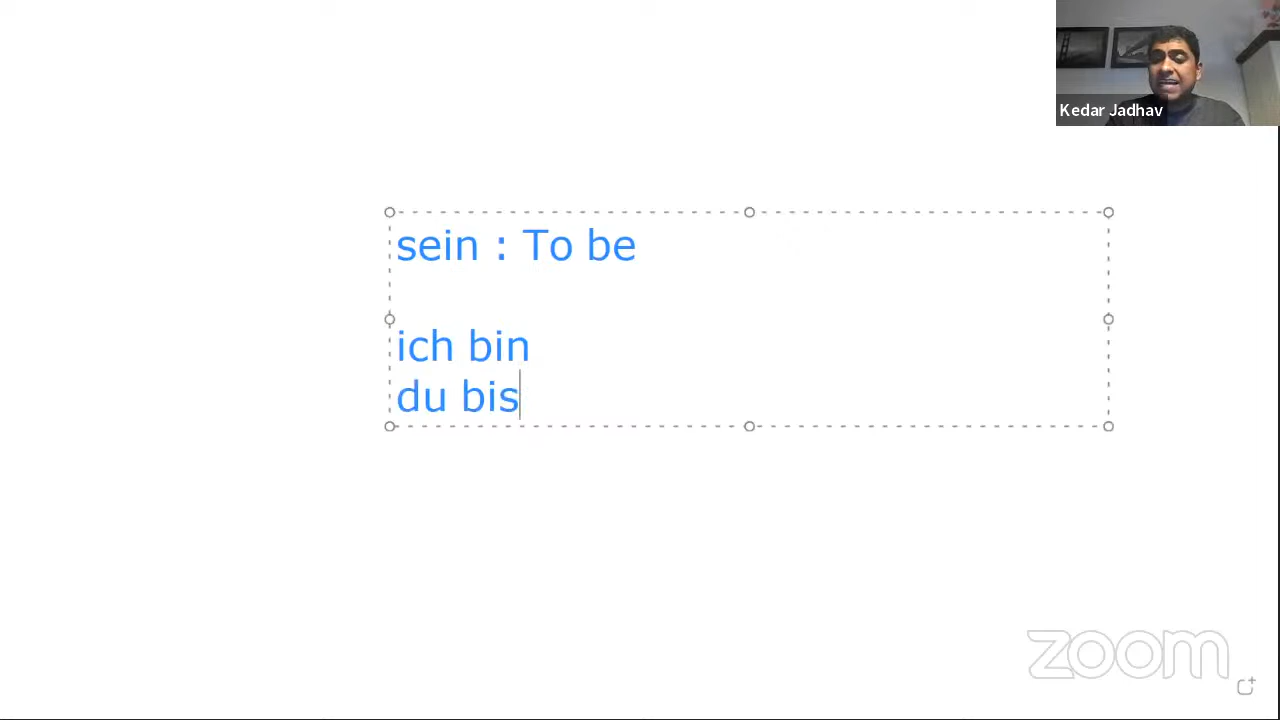 Kedar Jadhav
sein : To be
ich bin
du bis
zoom